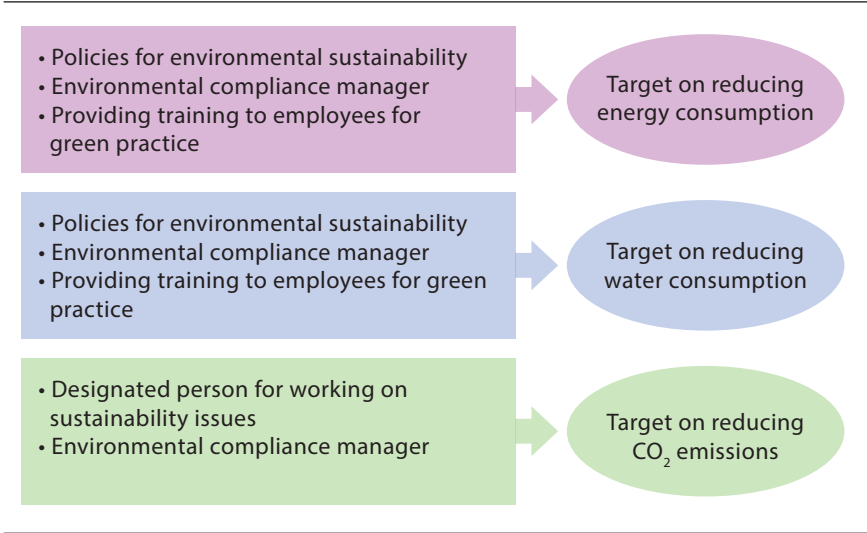 • Policies for environmental sustainability
• Environmental compliance manager
• Providing training to employees for
green practice
Target on reducing
energy consumption
• Policies for environmental sustainability
• Environmental compliance manager
• Providing training to employees for green
practice
Target on reducing
water consumption
• Designated person for working on
sustainability issues
• Environmental compliance manager
Target on reducing
CO₂ emissions